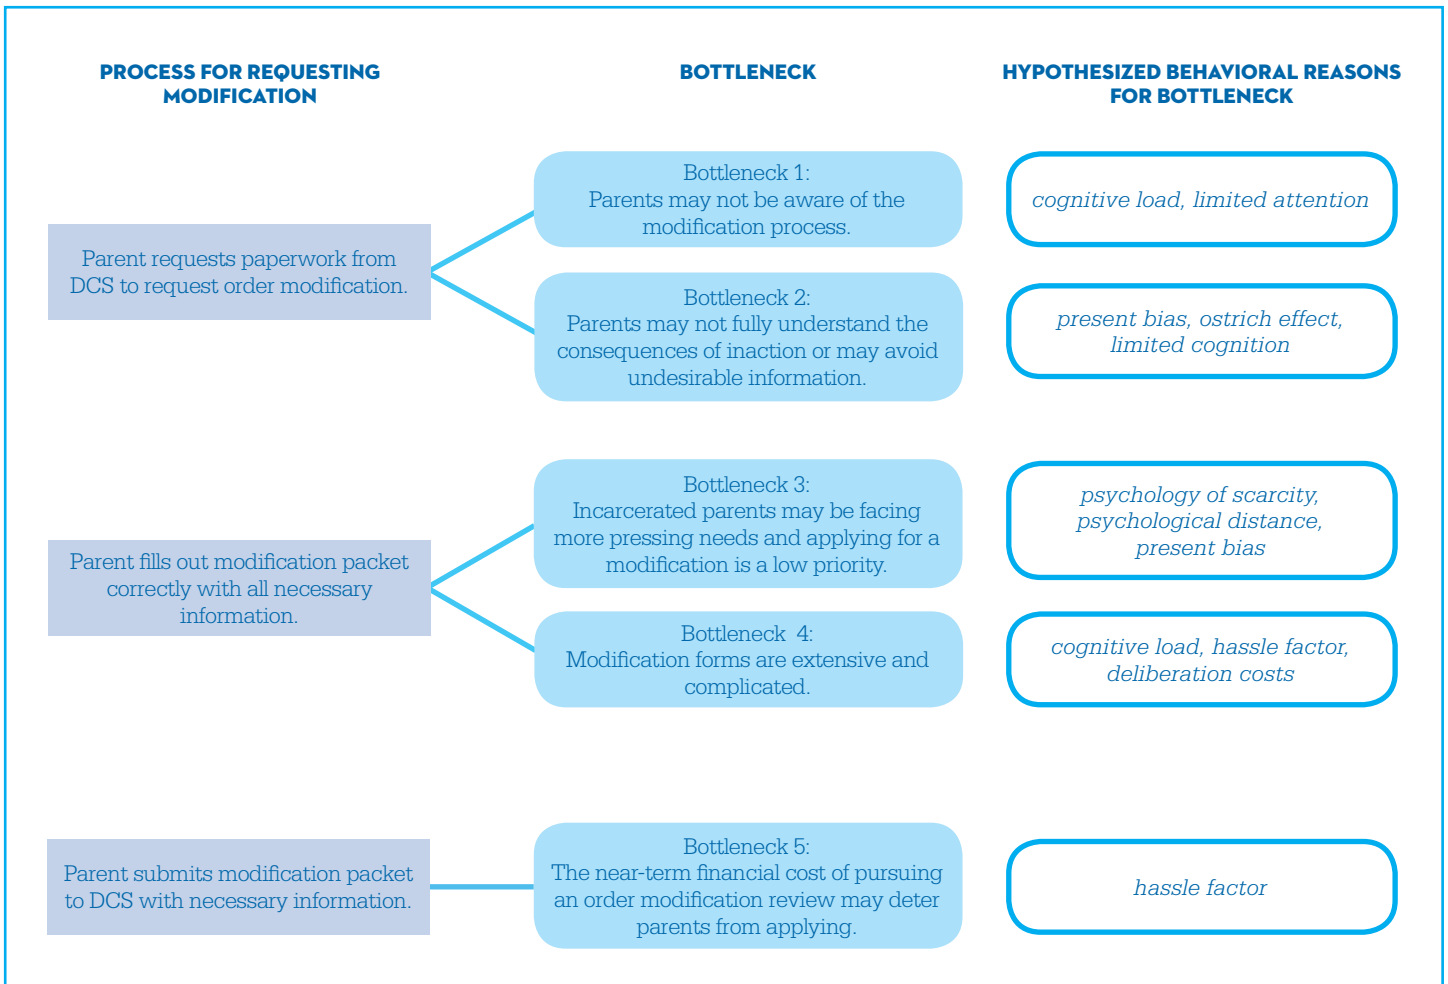 PROCESS FOR REQUESTING
MODIFICATION
BOTTLENECK
HYPOTHESIZED BEHAVIORAL REASONS
FOR BOTTLENECK
Parent requests paperwork from
DCS to request order modification.
Bottleneck 1:
Parents may not be aware of the
modification process.
cognitive load, limited attention
Bottleneck 2:
Parents may not fully understand the
consequences of inaction or may avoid
undesirable information.
present bias, ostrich effect,
limited cognition
Parent fills out modification packet
correctly with all necessary
information.
Bottleneck 3:
Incarcerated parents may be facing
more pressing needs and applying for a
modification is a low priority.
psychology of scarcity,
psychological distance,
present bias
Bottleneck 4:
Modification forms are extensive and
complicated.
cognitive load, hassle factor,
deliberation costs
Parent submits modification packet
to DCS with necessary information.
Bottleneck 5:
The near-term financial cost of pursuing
an order modification review may deter
parents from applying.
hassle factor